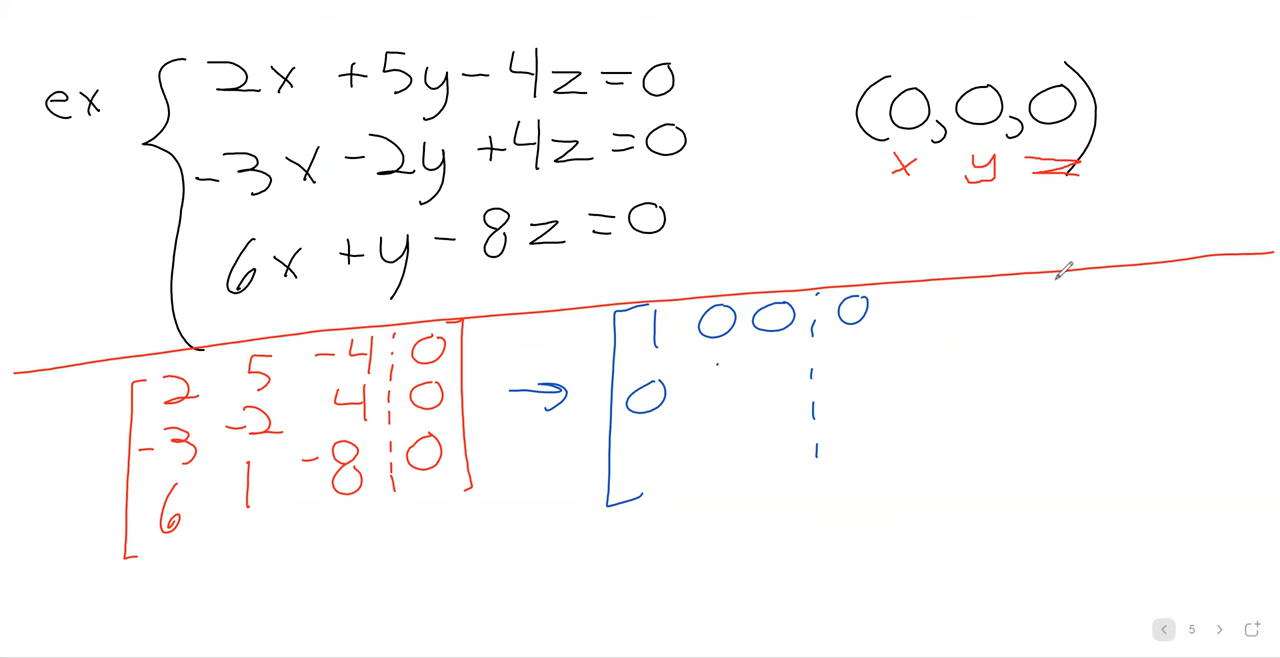 ex
2x + 5y - 4z = 0
-3x - 2y + 4z = 0
6x + y - 8z = 0
(0, 0, 0)
x y z
2 5 -4 0
-3 -2 4 0
6 1 -8 0
→
1 0 0 0
0
5